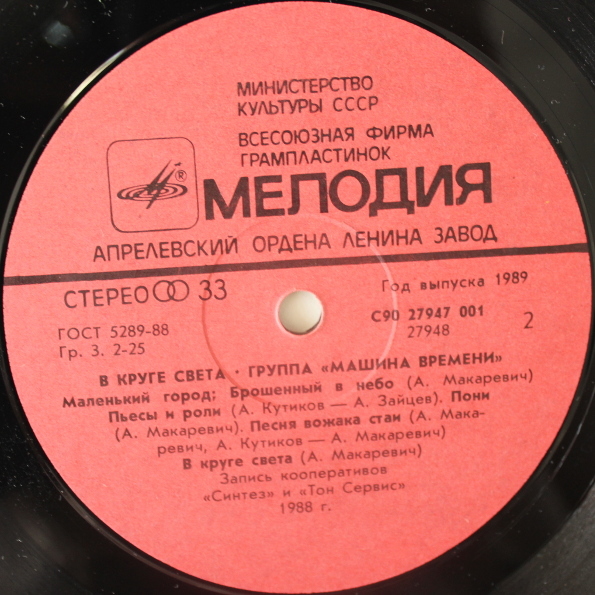 МИНИСТЕРСТВО
КУЛЬТУРЫ СССР
ВСЕСОЮЗНАЯ ФИРМА
ГРАМПЛАСТИНОК
®
МЕЛОДИЯ
АПРЕЛЕВСКИЙ ОРДЕНА ЛЕНИНА ЗАВОД
СТЕРЕО 33
Год выпуска 1989
ГОСТ 5289-88
Гр. 3. 2-25
С90 27947 001
27948
2
В КРУГЕ СВЕТА · ГРУППА «МАШИНА ВРЕМЕНИ»
Маленький город; Брошенный в небо (А. Макаревич)
Пьесы и роли (А. Кутиков — А. Зайцев). Пони
(А. Макаревич). Песня вожака стаи (А. Мака-
ревич, А. Кутиков — А. Макаревич)
В круге света (А. Макаревич)
Запись кооперативов
«Синтез» и «Тон Сервис»
1988 г.